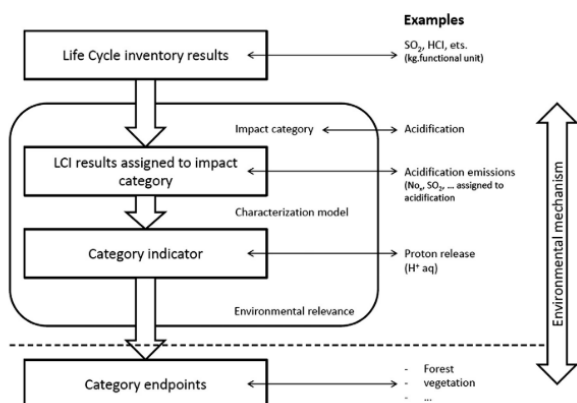 Examples
Life Cycle inventory results
SO2, HCl, ets.
(kg.functional unit)
Impact category
Acidification
LCI results assigned to impact
category
Acidification emissions
(Nox, SO2, ... assigned to
acidification
Characterization model
Category indicator
Proton release
(H+ aq)
Environmental relevance
Environmental mechanism
Category endpoints
- Forest
- vegetation
- ...